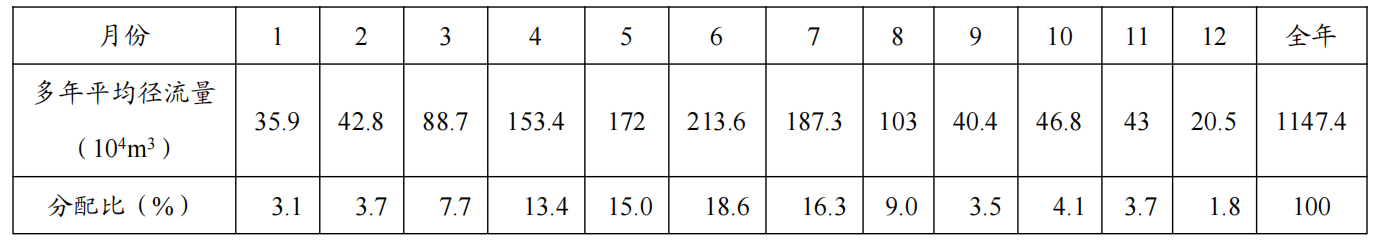 月份 1 2 3 4 5 6 7 8 9 10 11 12 全年
多年平均径流量
（10⁴m³） 35.9 42.8 88.7 153.4 172 213.6 187.3 103 40.4 46.8 43 20.5 1147.4
分配比（%） 3.1 3.7 7.7 13.4 15.0 18.6 16.3 9.0 3.5 4.1 3.7 1.8 100